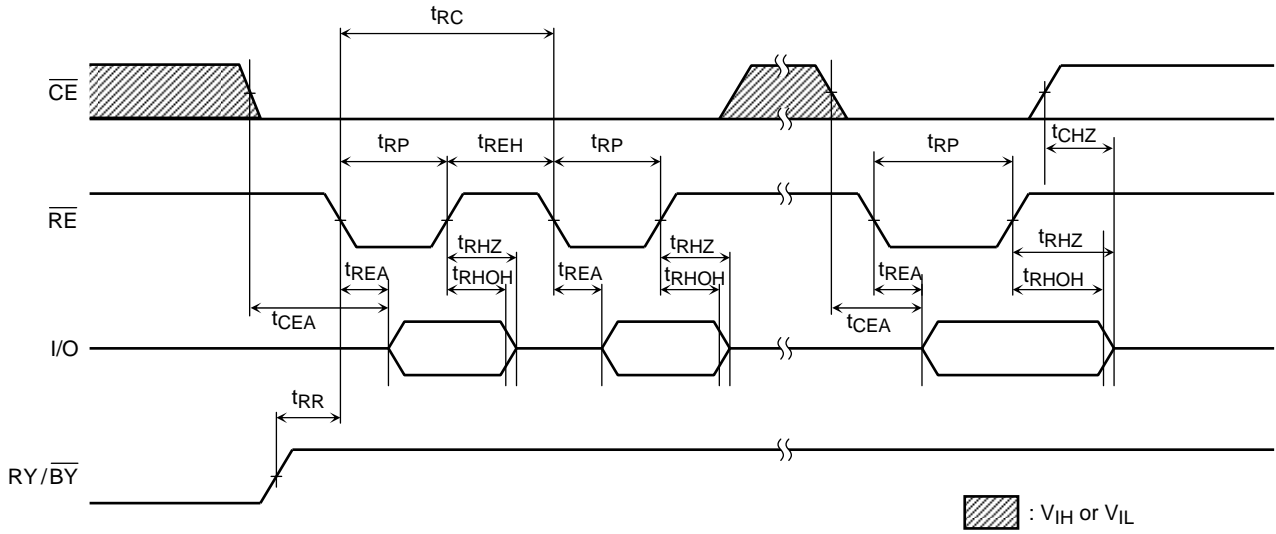 tRC
CE
tCHZ
tRP tREH tRP tRP
RE
tRHZ tRHZ tRHZ
tREA tRHOH tREA tRHOH tREA tRHOH
tCEA tCEA
I/O
tRR
RY/BY
: VIH or VIL